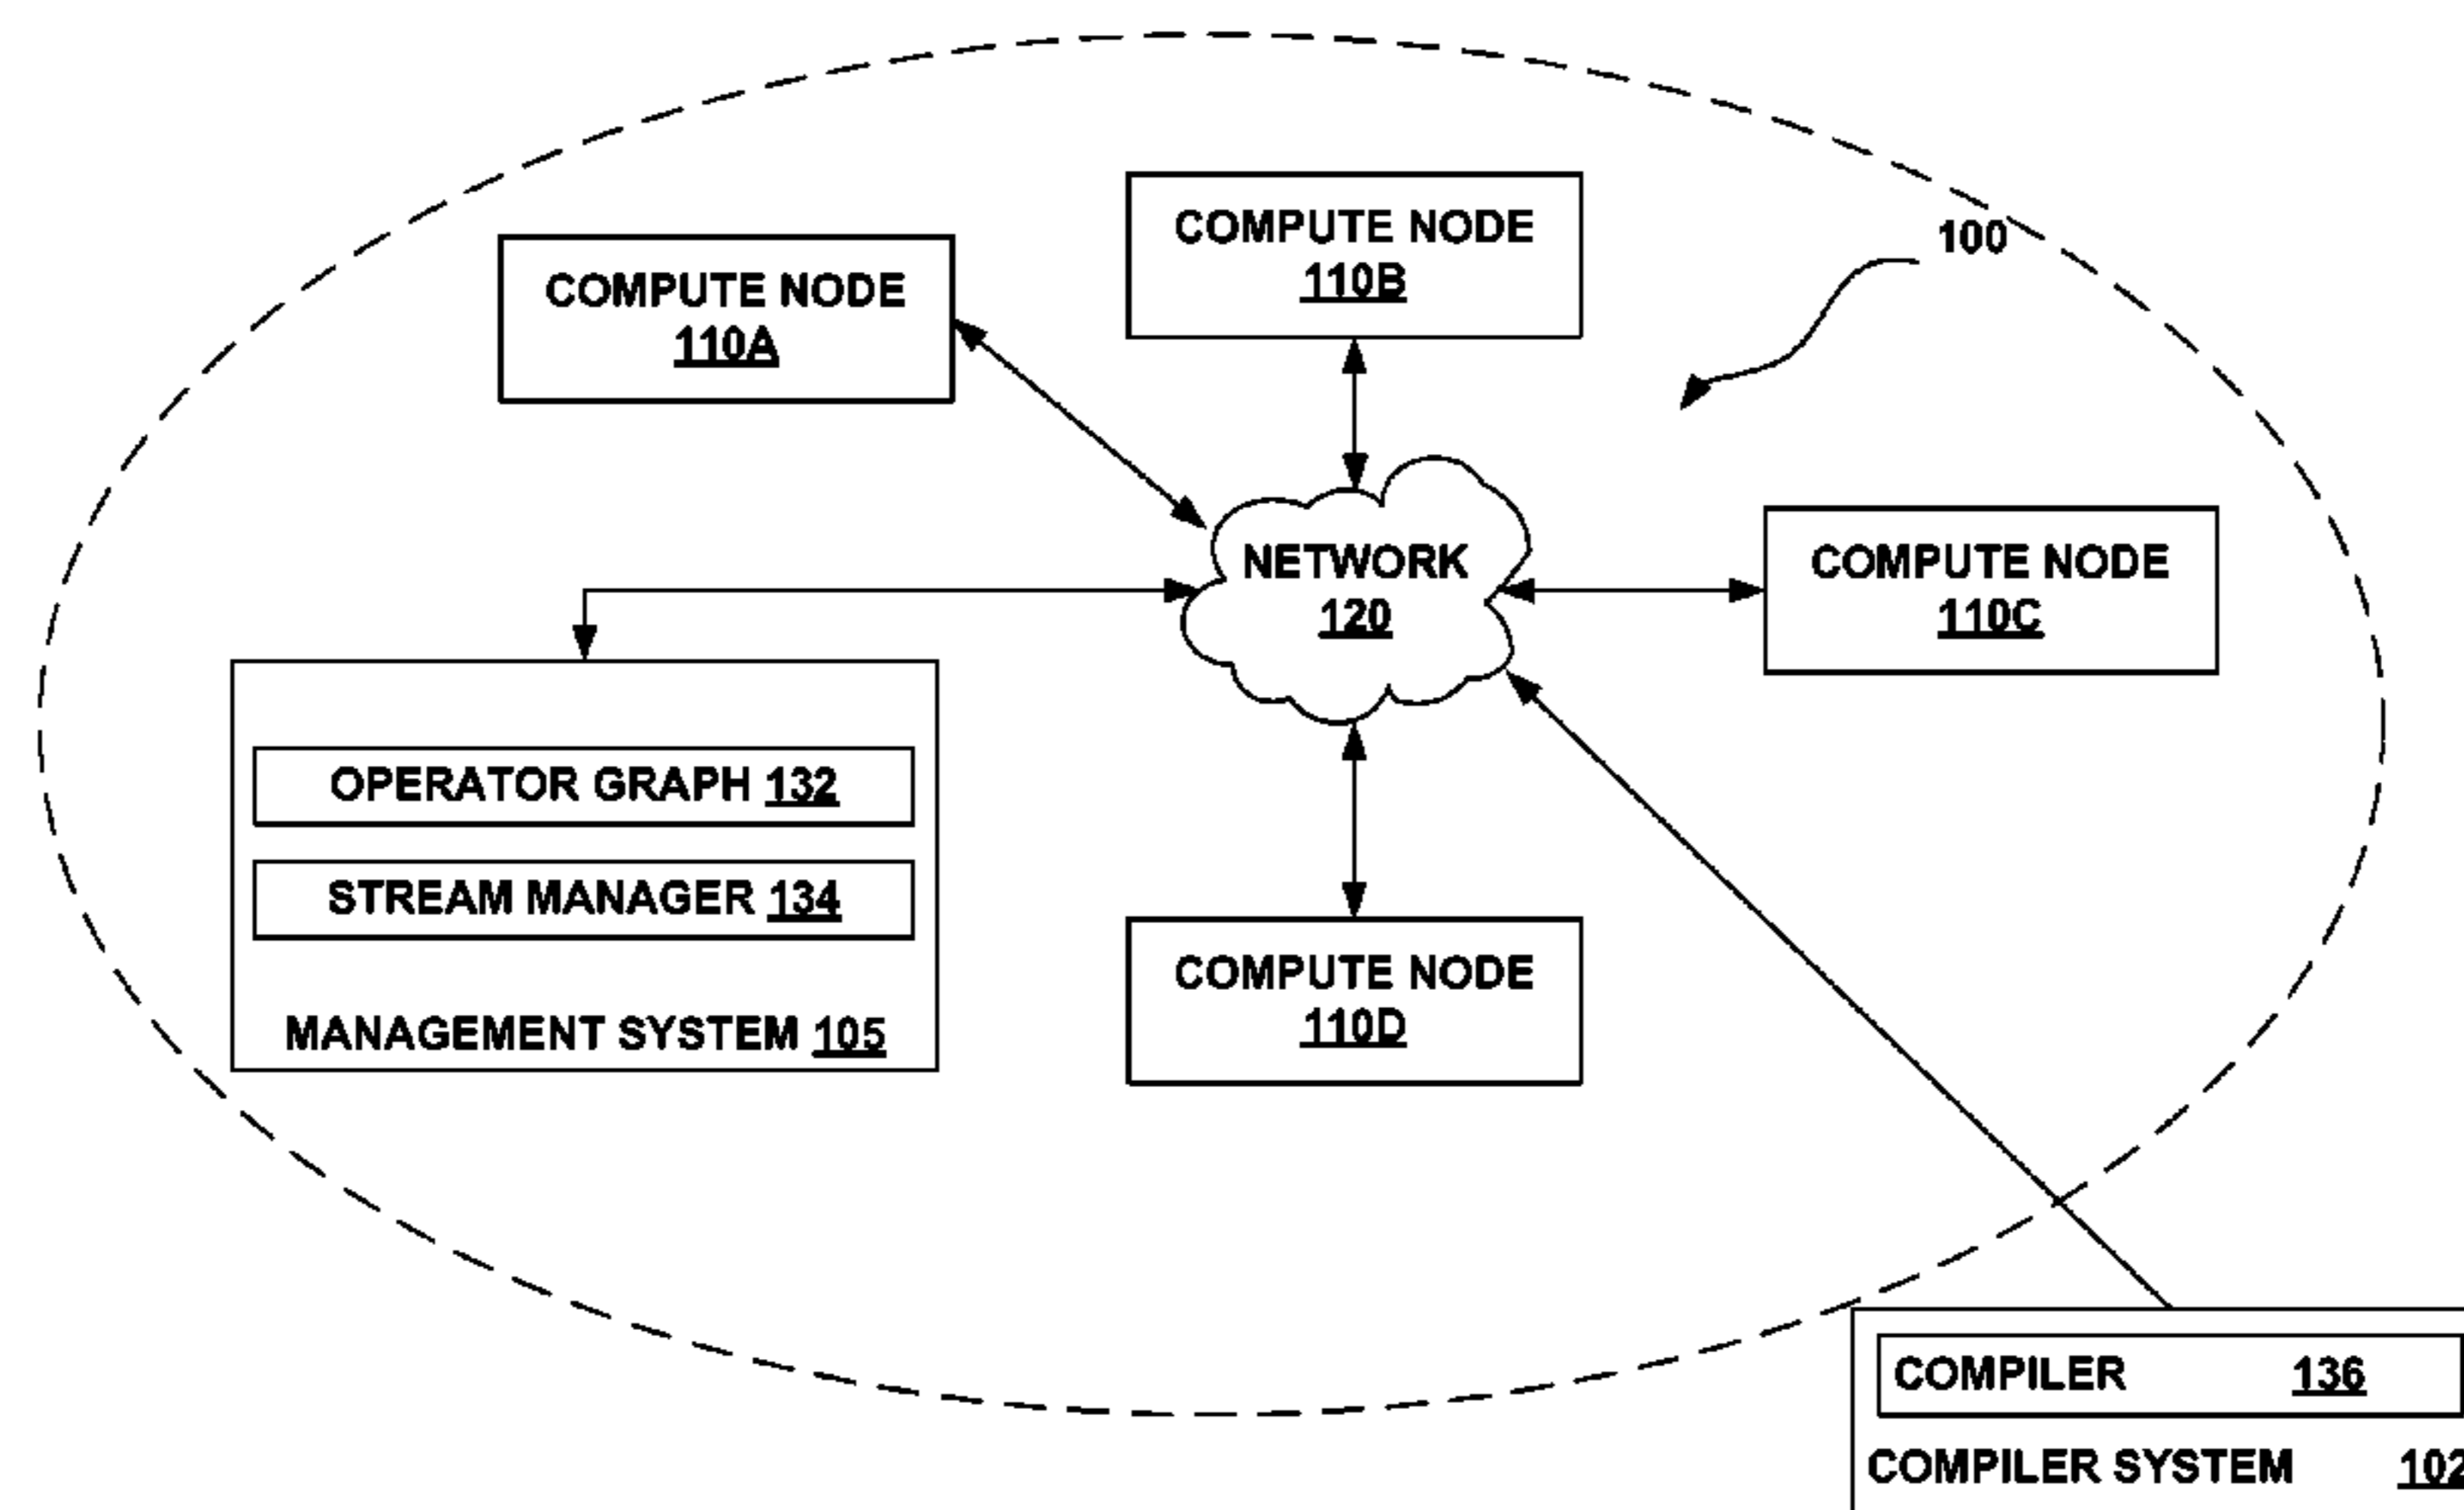 COMPUTE NODE
110B
100
COMPUTE NODE
110A
NETWORK
120
COMPUTE NODE
110C
OPERATOR GRAPH 132
STREAM MANAGER 134
MANAGEMENT SYSTEM 105
COMPUTE NODE
110D
COMPILER 136
COMPILER SYSTEM 102